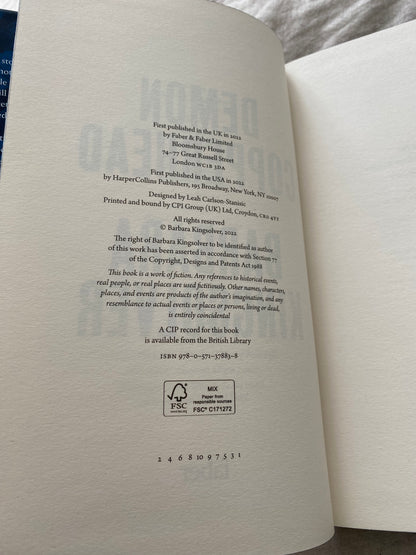 First published in the UK in 2022
by Faber & Faber Limited
Bloomsbury House
74–77 Great Russell Street
London WC1B 3DA
First published in the USA in 2022
by HarperCollins Publishers, 195 Broadway, New York, NY 10007
Designed by Leah Carlson-Stanisic
Printed and bound by CPI Group (UK) Ltd, Croydon, CR0 4YY
All rights reserved
© Barbara Kingsolver, 2022
The right of Barbara Kingsolver to be identified as author
of this work has been asserted in accordance with Section 77
of the Copyright, Designs and Patents Act 1988
This book is a work of fiction. Any references to historical events,
real people, or real places are used fictitiously. Other names, characters,
places, and events are products of the author's imagination, and any
resemblance to actual events or places or persons, living or dead,
is entirely coincidental
A CIP record for this book
is available from the British Library
ISBN 978–0–571–37883–8
FSC
www.fsc.org
MIX
Paper from
responsible sources
FSC® C171272
2 4 6 8 10 9 7 5 3 1